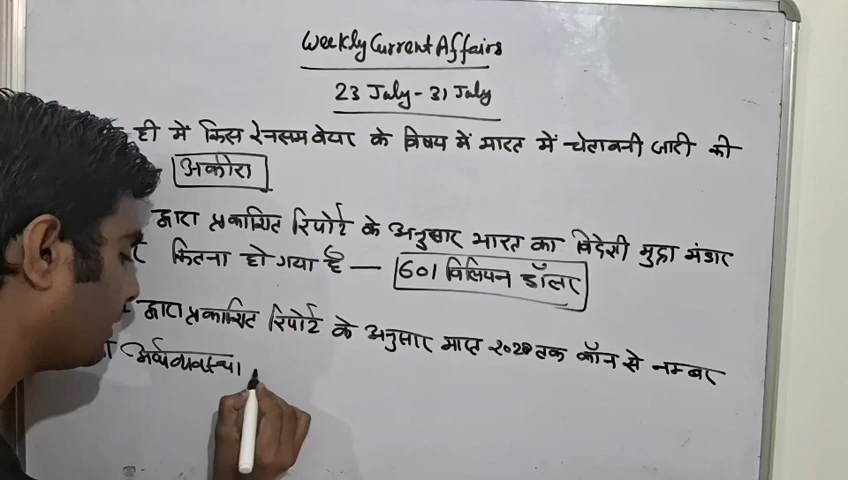 Weekly Current Affairs
23 July - 31 July
ही में किस रेनसमवेयर के विषय में भारत में चेतावनी जारी की
अकीरा
द्वारा प्रकाशित रिपोर्ट के अनुसार भारत का विदेशी मुद्रा भंडार
कितना हो गया है — 601 विलियन डॉलर
द्वारा प्रकाशित रिपोर्ट के अनुसार भारत तक कौन से नम्बर
अर्थव्यवस्था